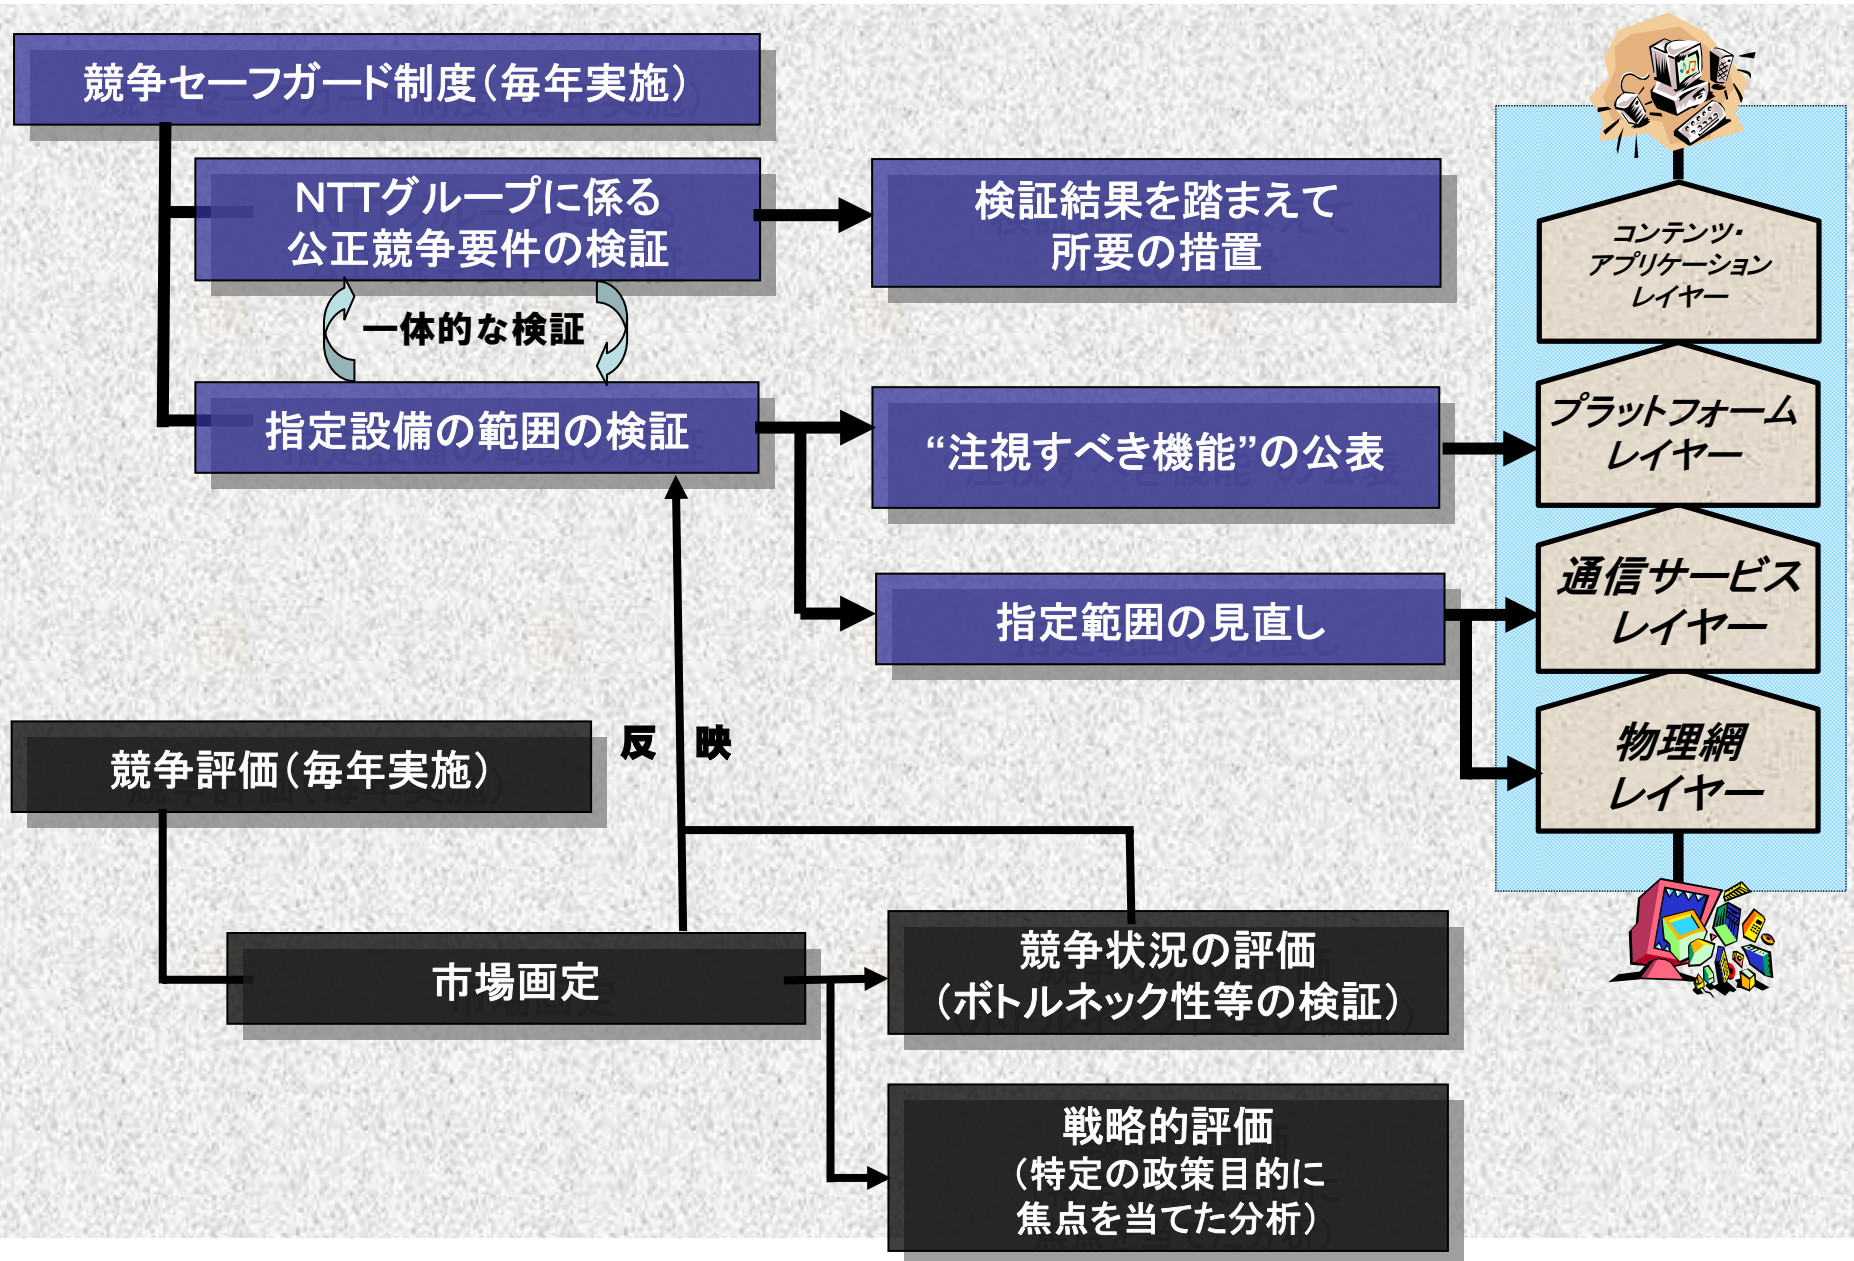 競争セーフガード制度（毎年実施）
NTTグループに係る
公正競争要件の検証
検証結果を踏まえて
所要の措置
一体的な検証
指定設備の範囲の検証
“注視すべき機能”の公表
指定範囲の見直し
コンテンツ・
アプリケーション
レイヤー
プラットフォーム
レイヤー
通信サービス
レイヤー
物理網
レイヤー
反　映
競争評価（毎年実施）
市場画定
競争状況の評価
（ボトルネック性等の検証）
戦略的評価
（特定の政策目的に
焦点を当てた分析）